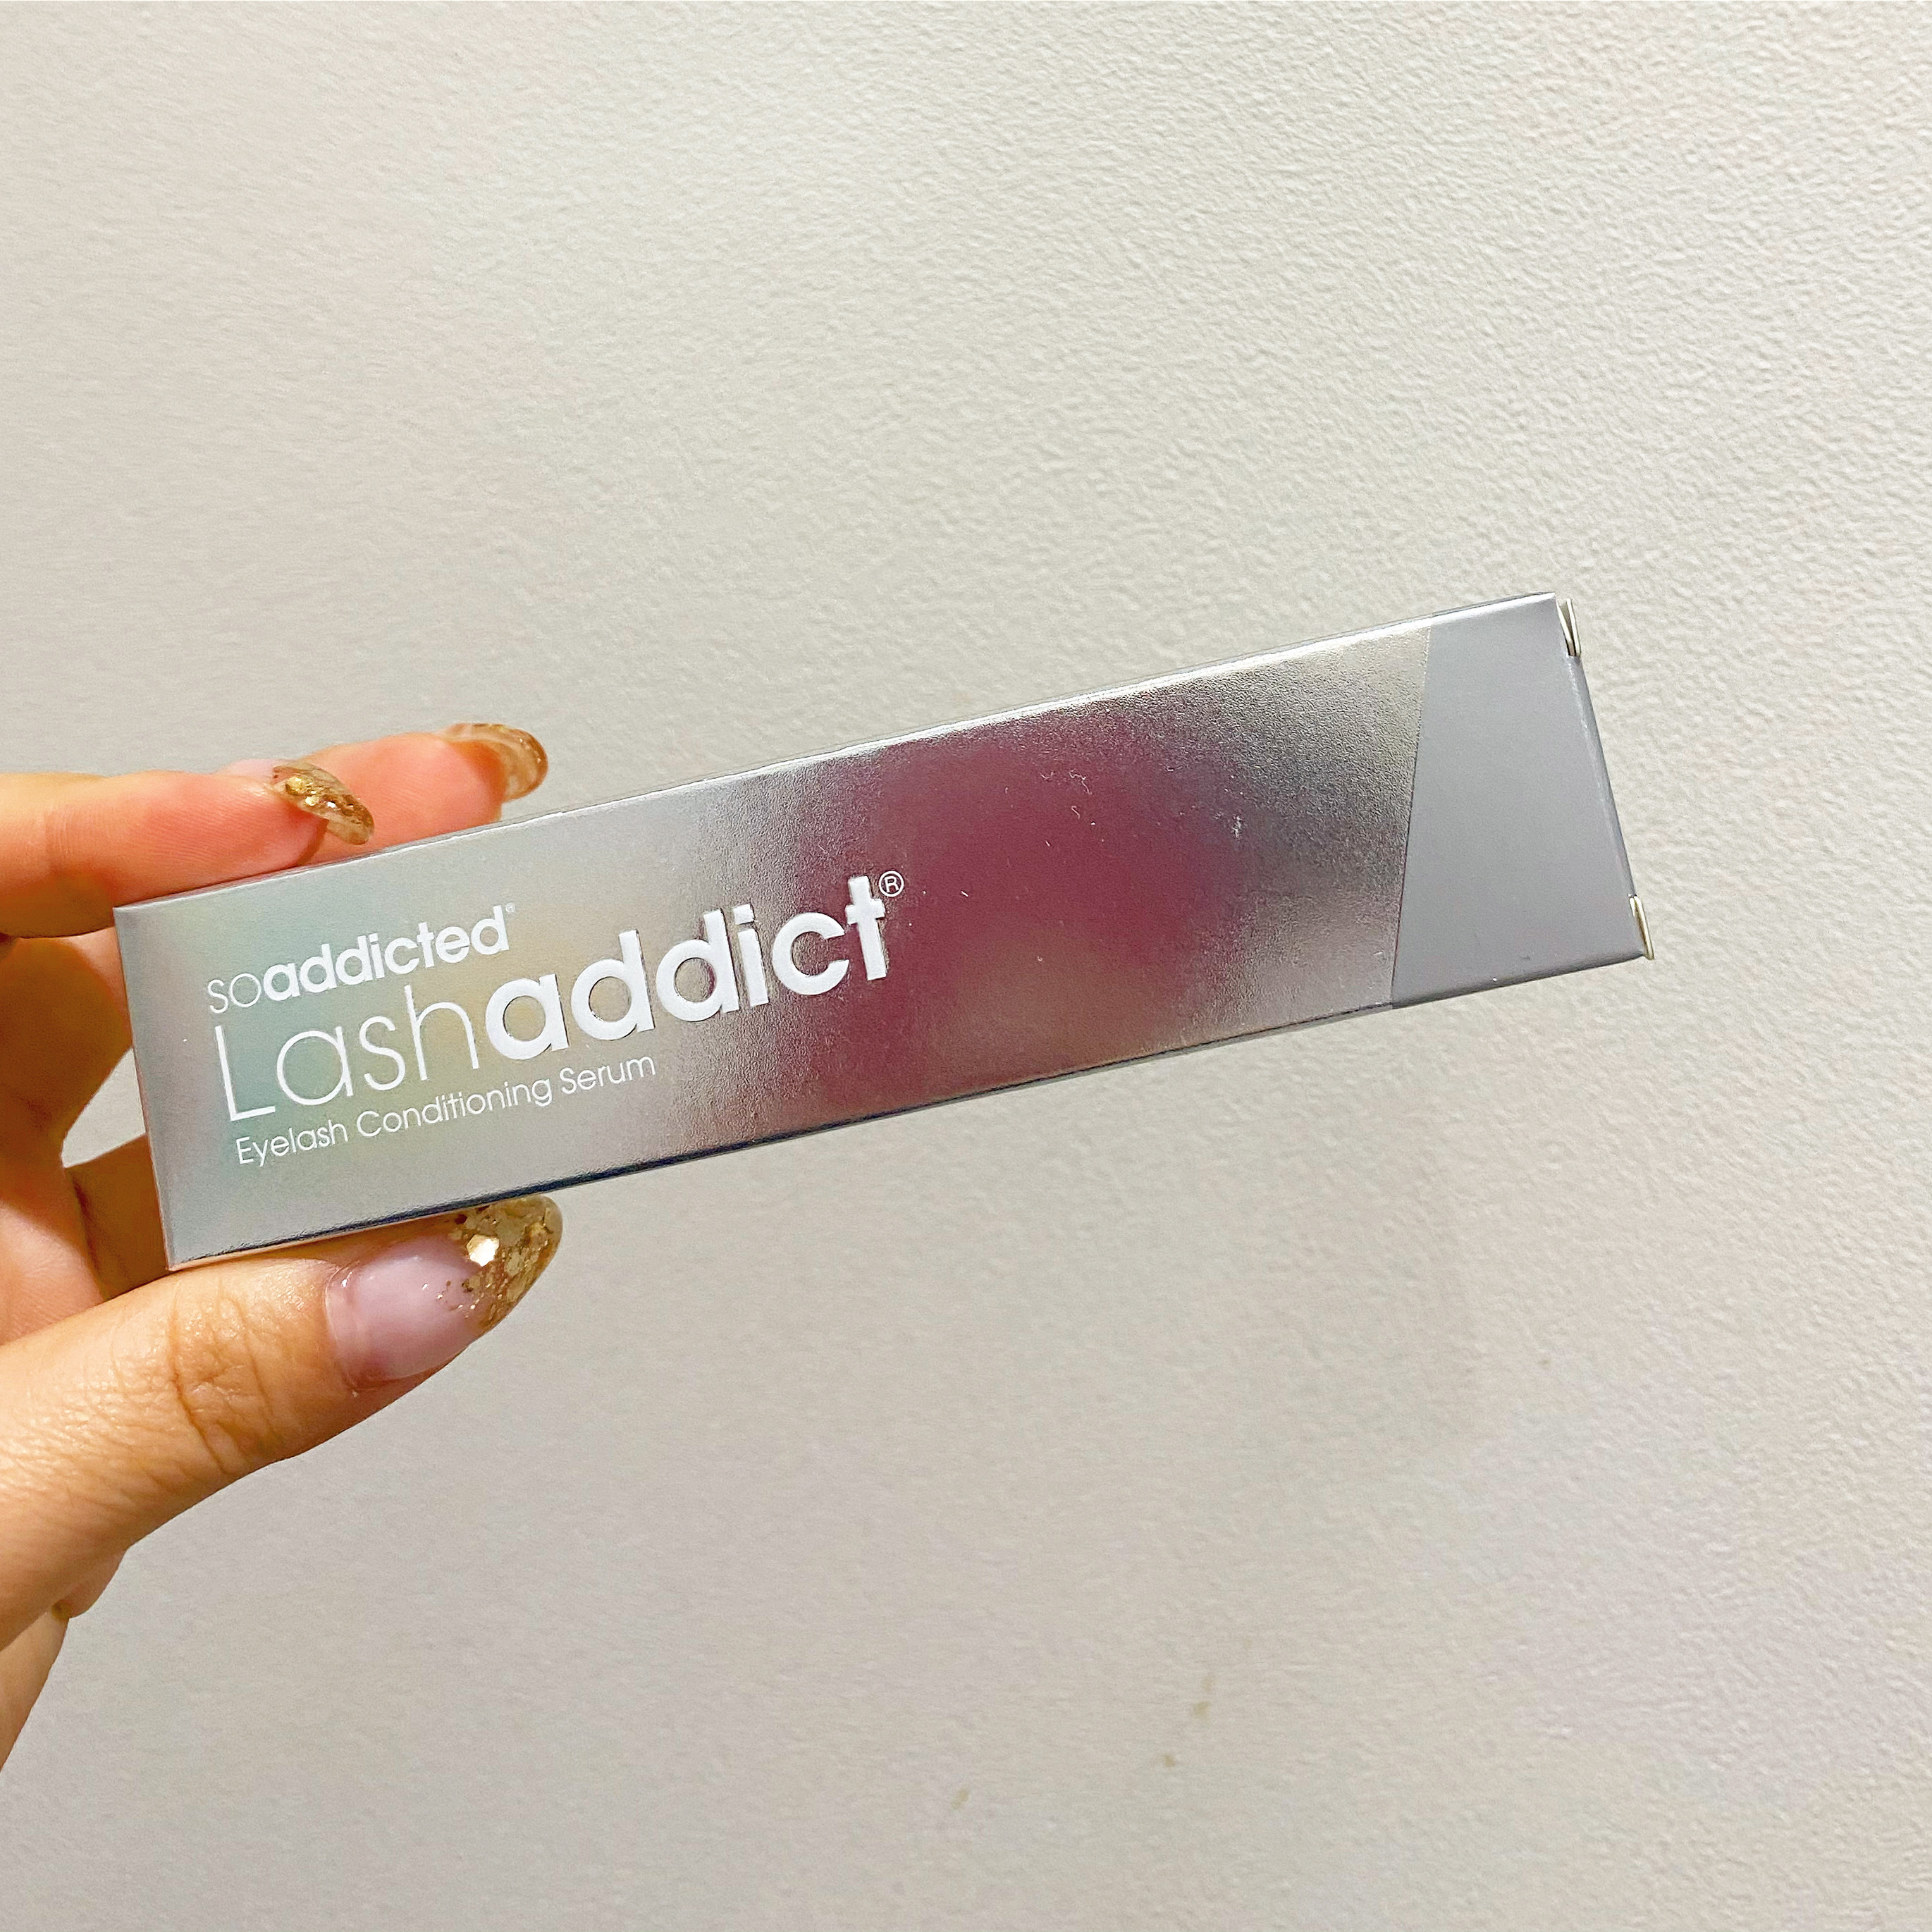 soaddicted®
Lashaddict®
Eyelash Conditioning Serum